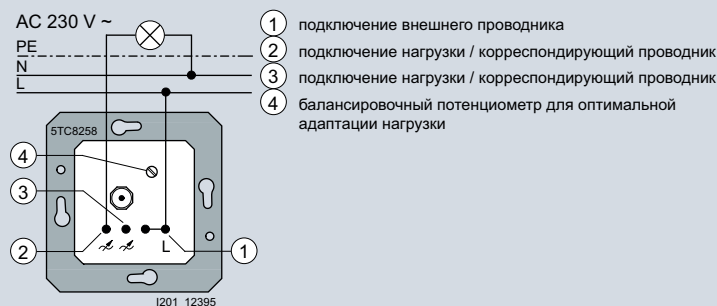 AC 230 V ~
PE
N
L
5TC8258
4
3
2
L
1
I201_12395
1 подключение внешнего проводника
2 подключение нагрузки / корреспондирующий проводник
3 подключение нагрузки / корреспондирующий проводник
4 балансировочный потенциометр для оптимальной
адаптации нагрузки